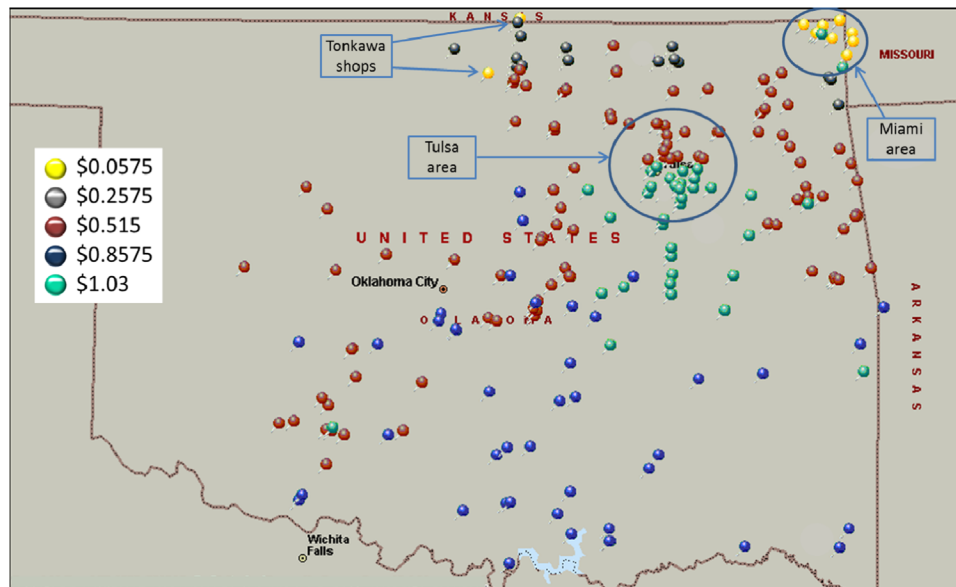 KANSAS
Tonkawa
shops
MISSOURI
Miami
area
Tulsa
area
$0.0575
$0.2575
$0.515
$0.8575
$1.03
UNITED STATES
Oklahoma City
OKLAHOMA
ARKANSAS
Wichita
Falls